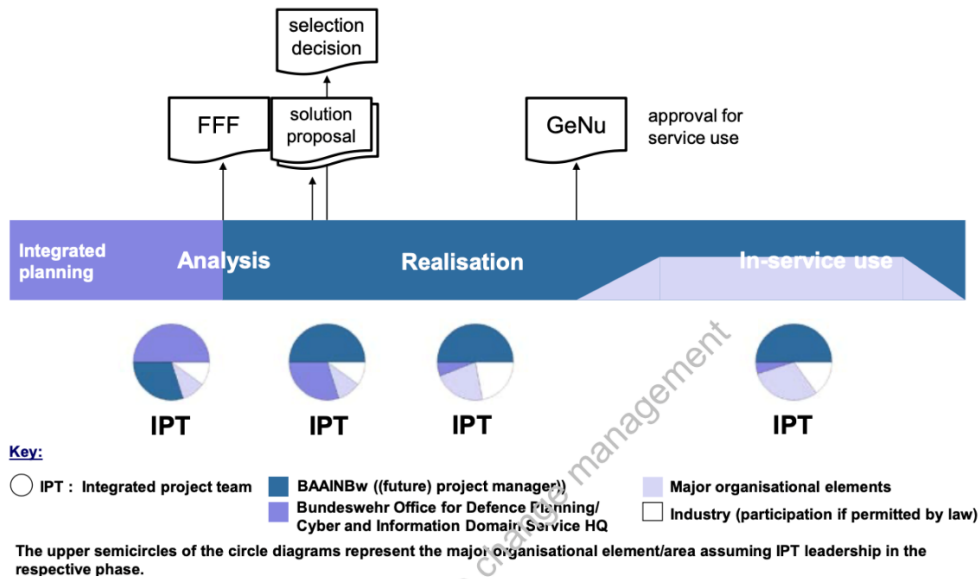 selection
decision
FFF
solution
proposal
GeNu
approval for
service use
Integrated
planning
Analysis
Realisation
In-service use
IPT
IPT
IPT
IPT
change management
Key:
IPT : Integrated project team
BAAINBw ((future) project manager))
Bundeswehr Office for Defence Planning/
Cyber and Information Domain Service HQ
Major organisational elements
Industry (participation if permitted by law)
The upper semicircles of the circle diagrams represent the major organisational element/area assuming IPT leadership in the
respective phase.